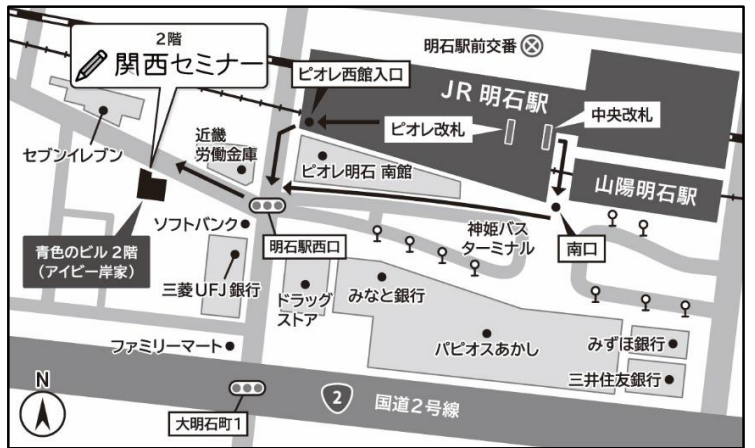 2階
関西セミナー
明石駅前交番
ピオレ西館入口
JR 明石駅
中央改札
ピオレ改札
セブンイレブン
近畿
労働金庫
ピオレ明石 南館
山陽明石駅
青色のビル 2階
(アイビー岸家)
ソフトバンク
明石駅西口
神姫バス
ターミナル
南口
三菱UFJ銀行
ドラッグ
ストア
みなと銀行
パピオスあかし
みずほ銀行
三井住友銀行
ファミリーマート
N
大明石町1
2
国道2号線